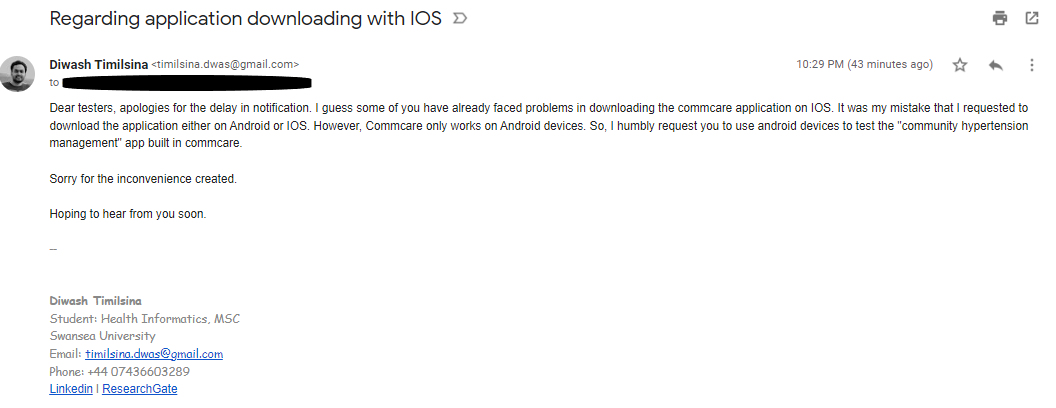 Regarding application downloading with IOS
Diwash Timilsina <timilsina.dwas@gmail.com>
10:29 PM (43 minutes ago)
to
Dear testers, apologies for the delay in notification. I guess some of you have already faced problems in downloading the commcare application on IOS. It was my mistake that I requested to
download the application either on Android or IOS. However, Commcare only works on Android devices. So, I humbly request you to use android devices to test the "community hypertension
management" app built in commcare.
Sorry for the inconvenience created.
Hoping to hear from you soon.
--
Diwash Timilsina
Student: Health Informatics, MSC
Swansea University
Email: timilsina.dwas@gmail.com
Phone: +44 07436603289
Linkedin I ResearchGate